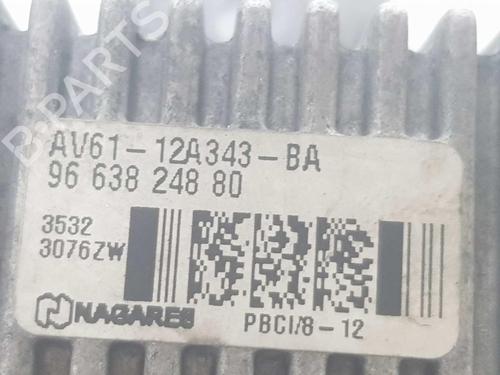 B-PARTS
AV61-12A343-BA
96 638 248 80
3532
3076ZW
NAGARES
PBCI/8-12